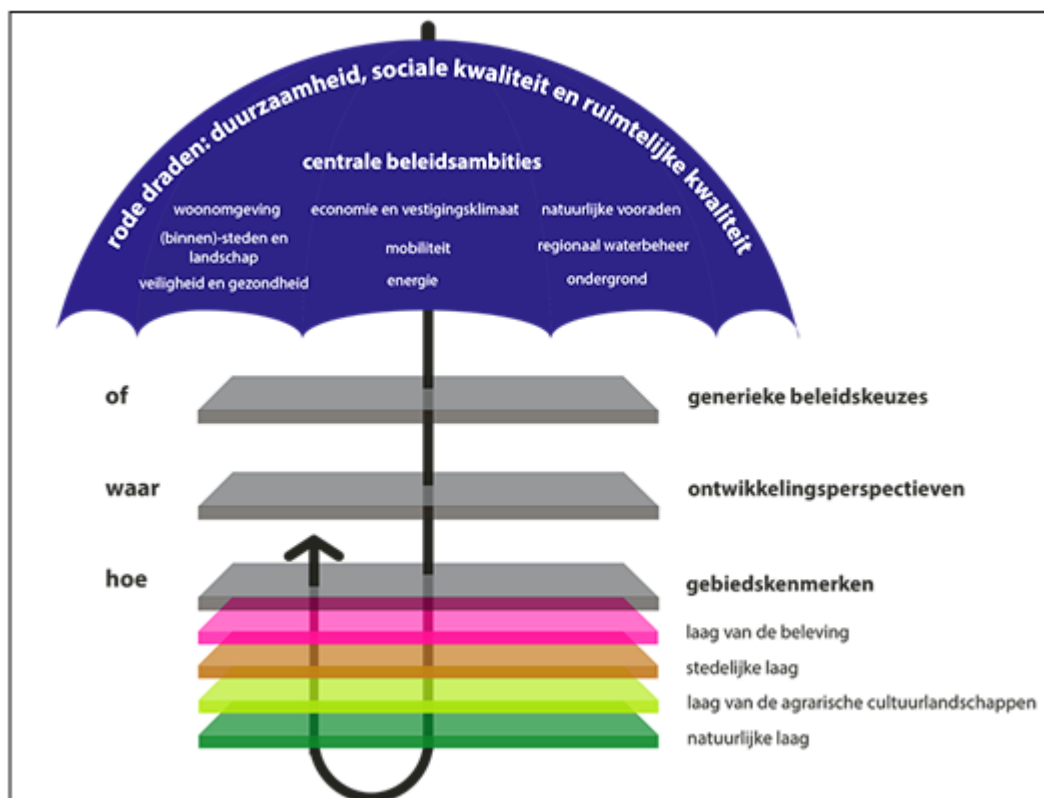 rode draden: duurzaamheid, sociale kwaliteit en ruimtelijke kwaliteit
centrale beleidsambities
woonomgeving
economie en vestigingsklimaat
natuurlijke vooraden
(binnen)-steden en
landschap
mobiliteit
regionaal waterbeheer
veiligheid en gezondheid
energie
ondergrond
of
generieke beleidskeuzes
waar
ontwikkelingsperspectieven
hoe
gebiedskenmerken
laag van de beleving
stedelijke laag
laag van de agrarische cultuurlandschappen
natuurlijke laag